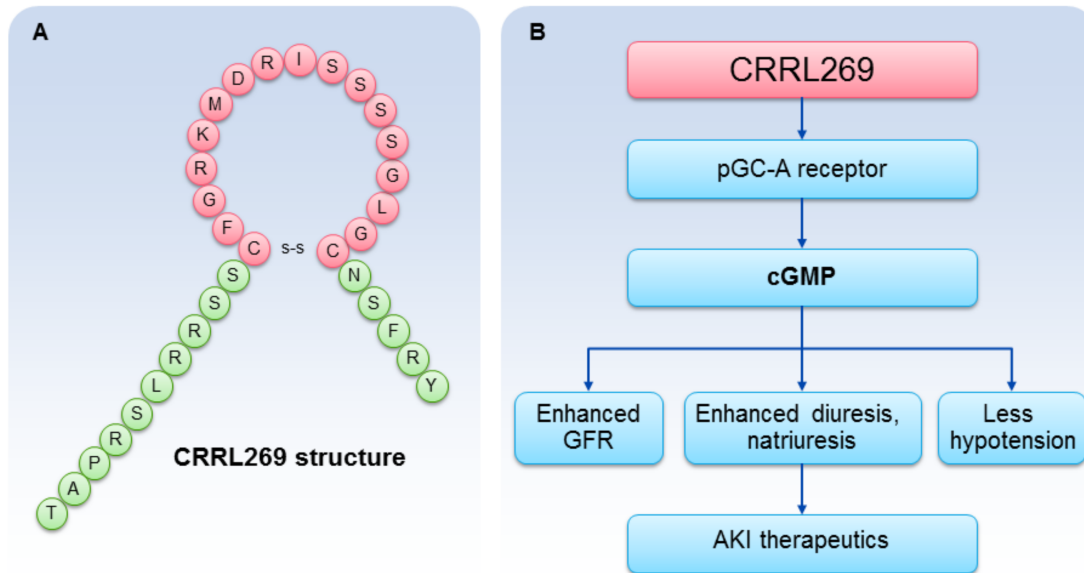 A
T A P R S L R R S S C F G R K M D R I S S S S G L G C N S F R Y
s-s
CRRL269 structure
B
CRRL269
pGC-A receptor
cGMP
Enhanced
GFR
Enhanced diuresis,
natriuresis
Less
hypotension
AKI therapeutics